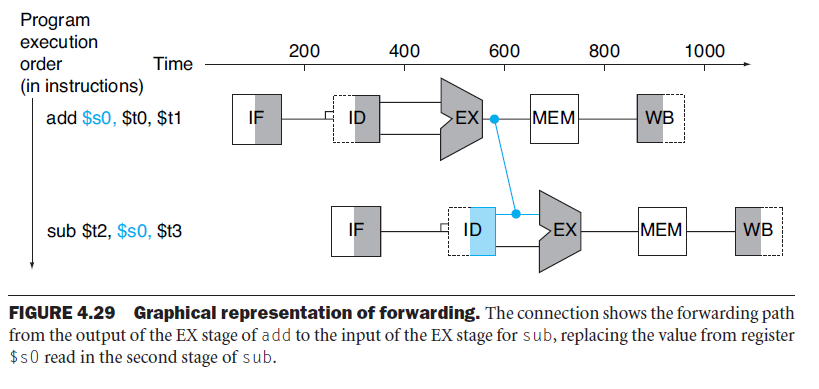 Program
execution
order
(in instructions)
Time
200 400 600 800 1000
add $s0, $t0, $t1
IF ID EX MEM WB
sub $t2, $s0, $t3
IF ID EX MEM WB
FIGURE 4.29 Graphical representation of forwarding. The connection shows the forwarding path
from the output of the EX stage of add to the input of the EX stage for sub, replacing the value from register
$s0 read in the second stage of sub.